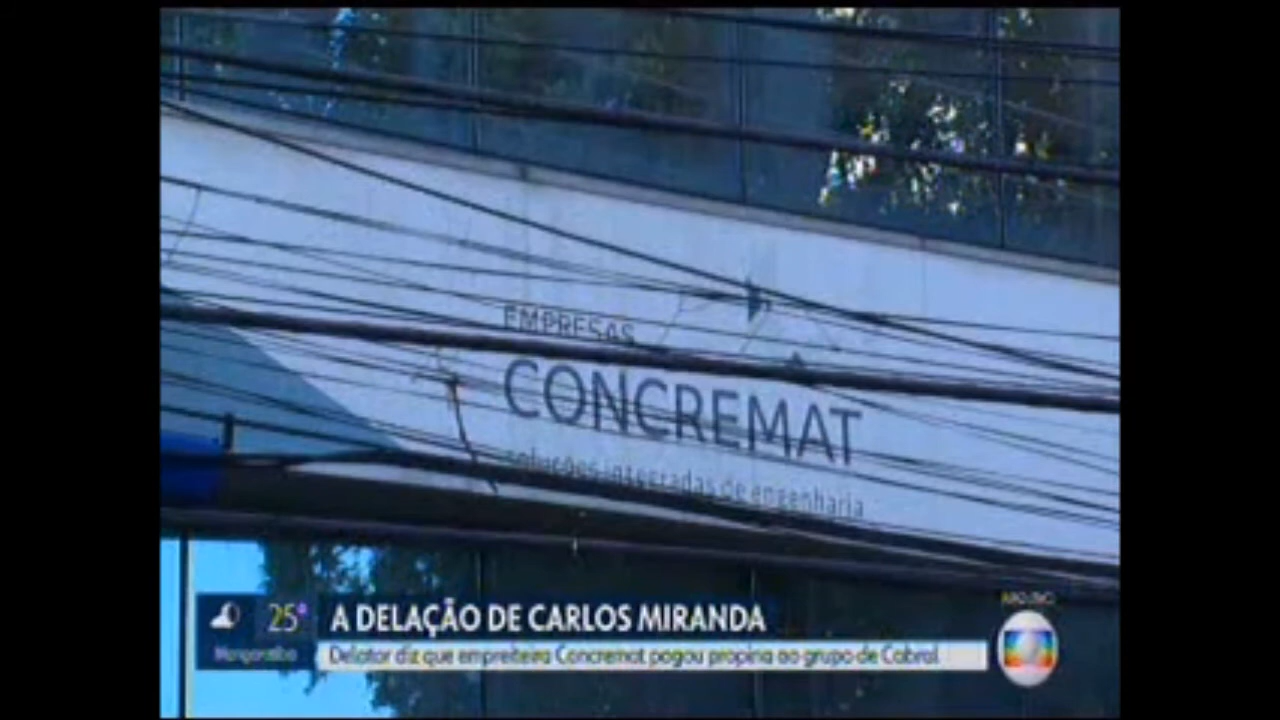 EMPRESAS
CONCREMAT
soluções integradas de engenharia
25°
A DELAÇÃO DE CARLOS MIRANDA
Mangaratiba
Delator diz que empreiteira Concremat pagou propina ao grupo de Cabral